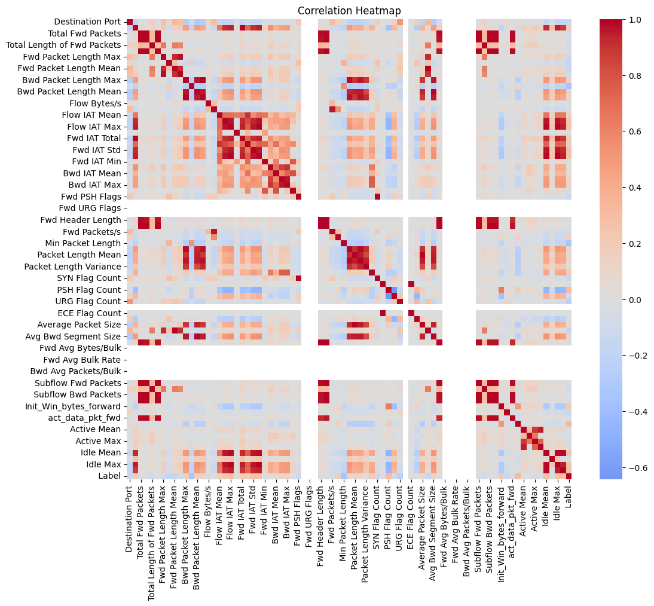 Correlation Heatmap
Destination Port
Total Fwd Packets
Total Length of Fwd Packets
Fwd Packet Length Max
Fwd Packet Length Mean
Bwd Packet Length Max
Bwd Packet Length Mean
Flow Bytes/s
Flow IAT Mean
Flow IAT Max
Fwd IAT Total
Fwd IAT Std
Fwd IAT Min
Bwd IAT Mean
Bwd IAT Max
Fwd PSH Flags
Fwd URG Flags
Fwd Header Length
Fwd Packets/s
Min Packet Length
Packet Length Mean
Packet Length Variance
SYN Flag Count
PSH Flag Count
URG Flag Count
ECE Flag Count
Average Packet Size
Avg Bwd Segment Size
Fwd Avg Bytes/Bulk
Fwd Avg Bulk Rate
Bwd Avg Packets/Bulk
Subflow Fwd Packets
Subflow Bwd Packets
Init_Win_bytes_forward
act_data_pkt_fwd
Active Mean
Active Max
Idle Mean
Idle Max
Label
Destination Port
Total Fwd Packets
Total Length of Fwd Packets
Fwd Packet Length Max
Fwd Packet Length Mean
Bwd Packet Length Max
Bwd Packet Length Mean
Flow Bytes/s
Flow IAT Mean
Flow IAT Max
Fwd IAT Total
Fwd IAT Std
Fwd IAT Min
Bwd IAT Mean
Bwd IAT Max
Fwd PSH Flags
Fwd URG Flags
Fwd Header Length
Fwd Packets/s
Min Packet Length
Packet Length Mean
Packet Length Variance
SYN Flag Count
PSH Flag Count
URG Flag Count
ECE Flag Count
Average Packet Size
Avg Bwd Segment Size
Fwd Avg Bytes/Bulk
Fwd Avg Bulk Rate
Bwd Avg Packets/Bulk
Subflow Fwd Packets
Subflow Bwd Packets
Init_Win_bytes_forward
act_data_pkt_fwd
Active Mean
Active Max
Idle Mean
Idle Max
Label
1.0
0.8
0.6
0.4
0.2
0.0
−0.2
−0.4
−0.6